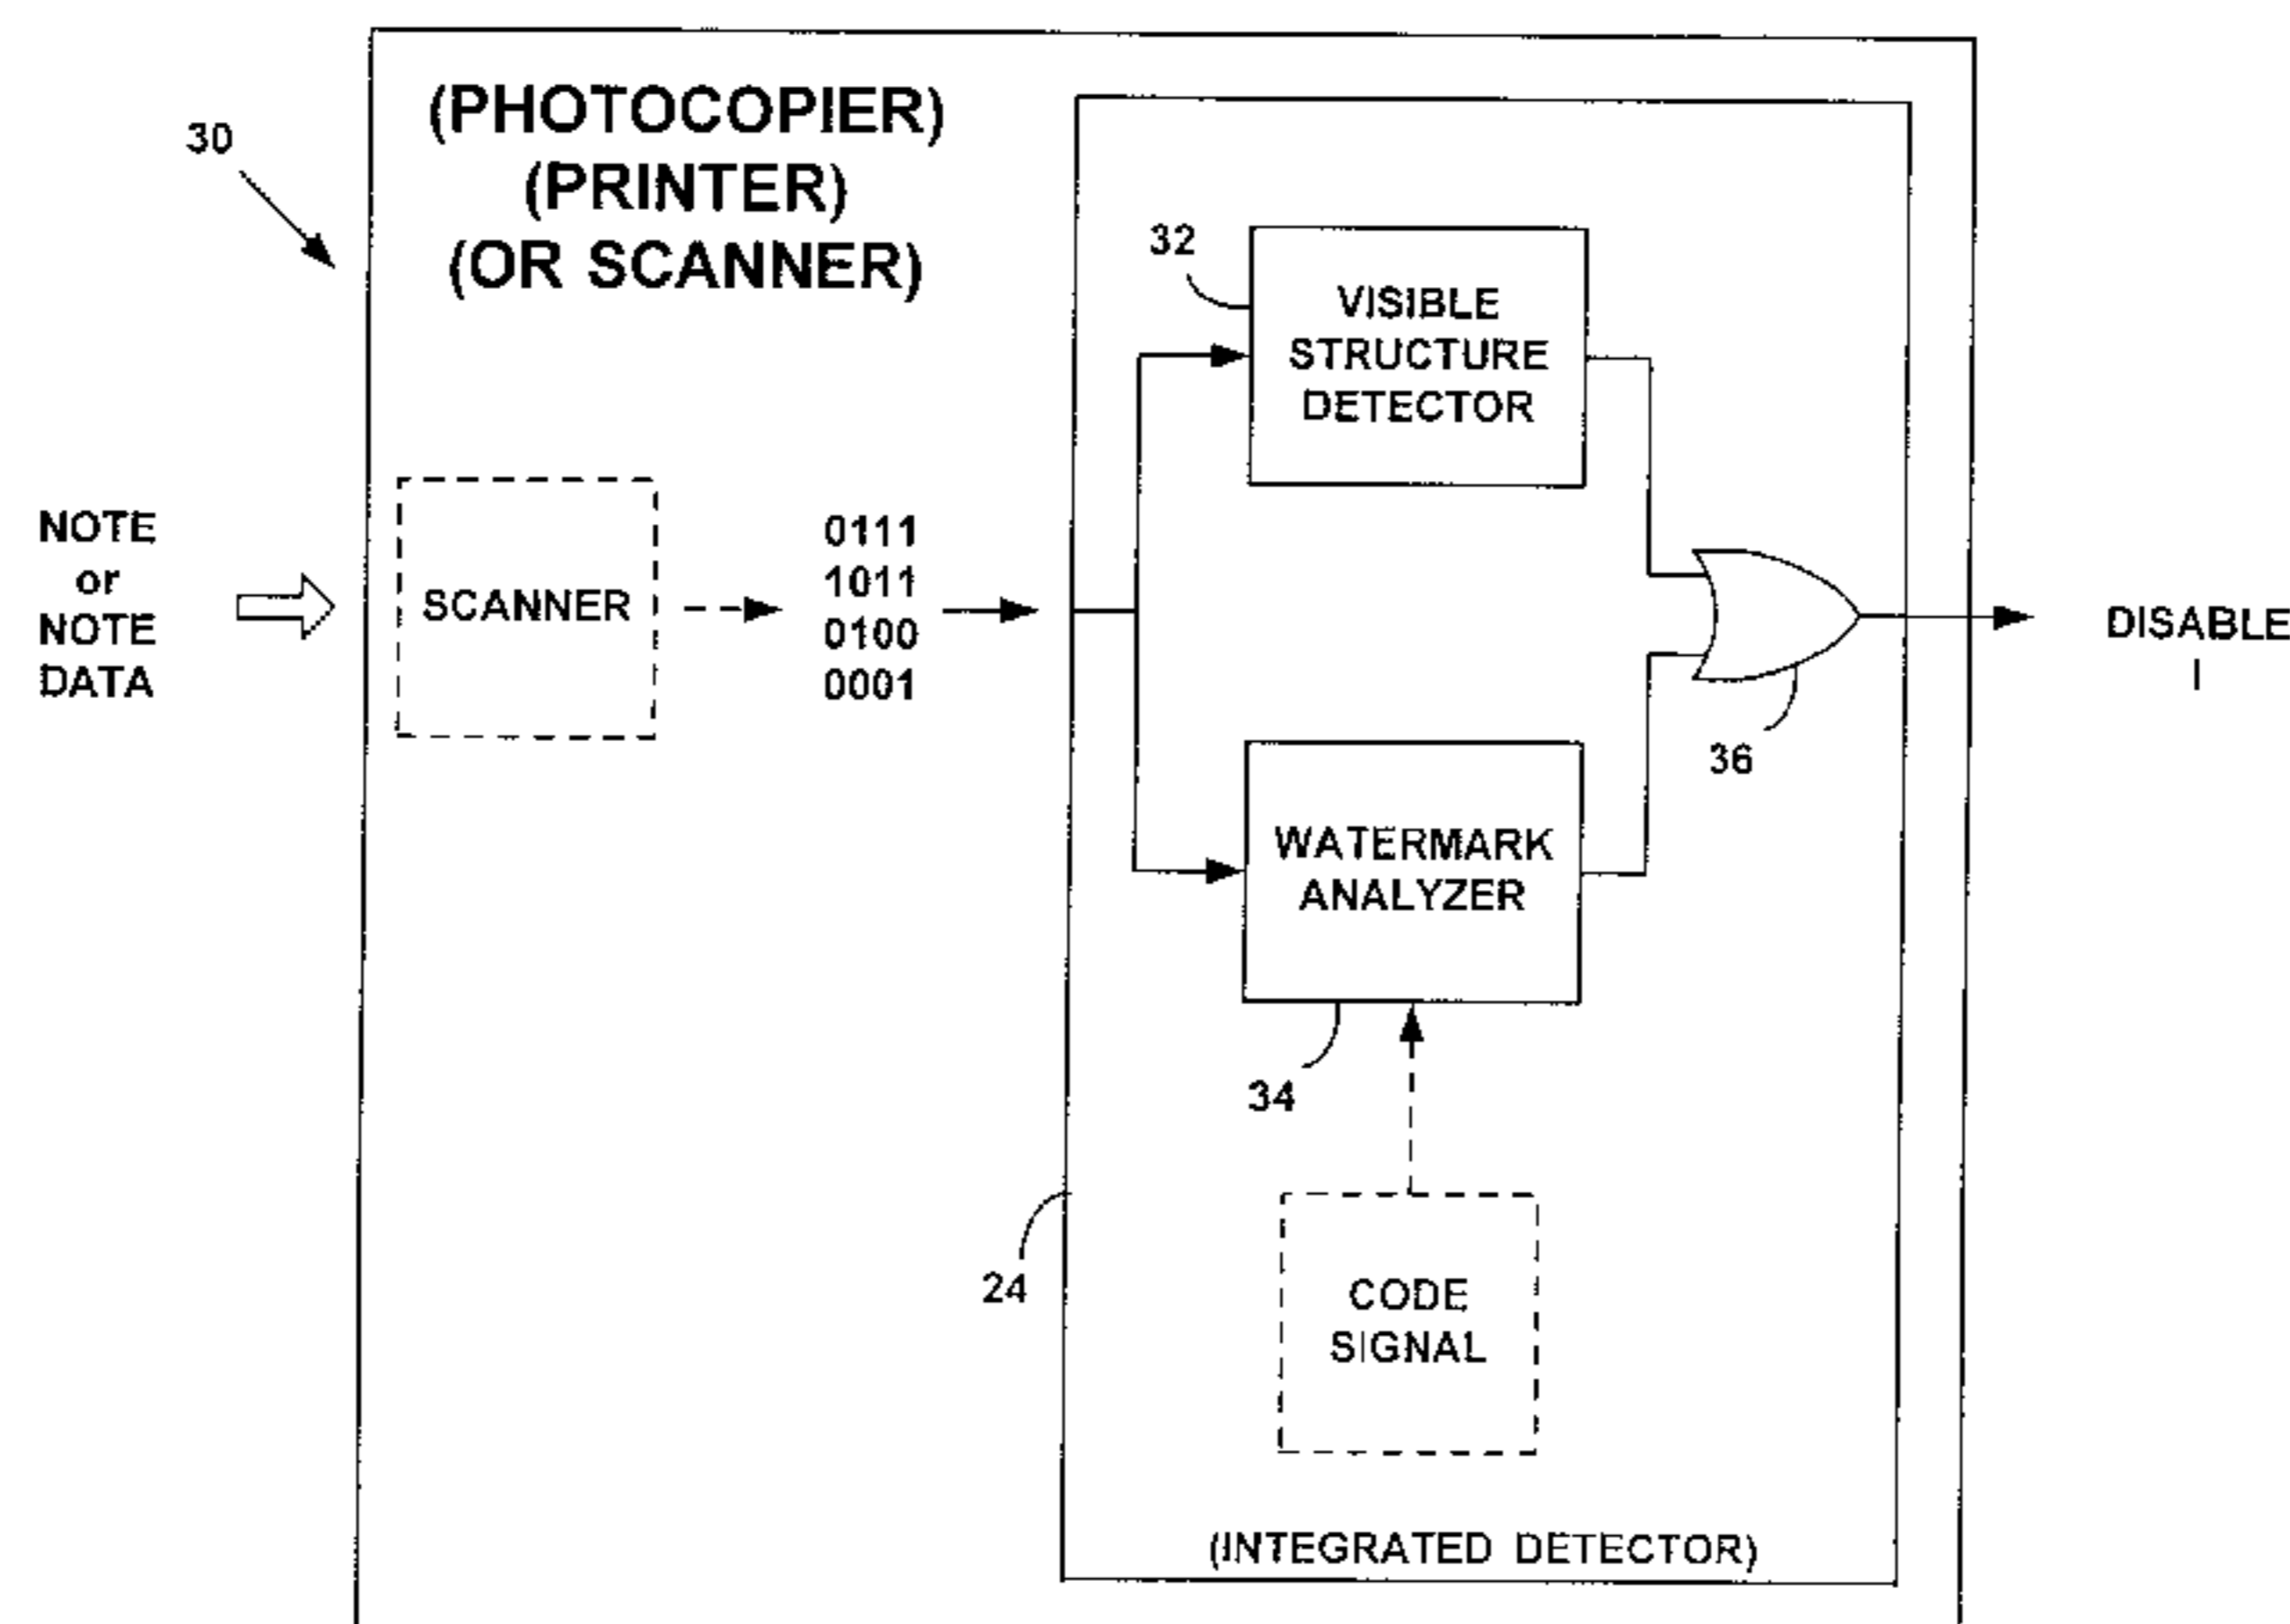 (PHOTOCOPIER)
(PRINTER)
(OR SCANNER)
30
32
VISIBLE
STRUCTURE
DETECTOR
NOTE
or
NOTE
DATA
SCANNER
0111
1011
0100
0001
DISABLE
36
WATERMARK
ANALYZER
34
24
CODE
SIGNAL
(INTEGRATED DETECTOR)